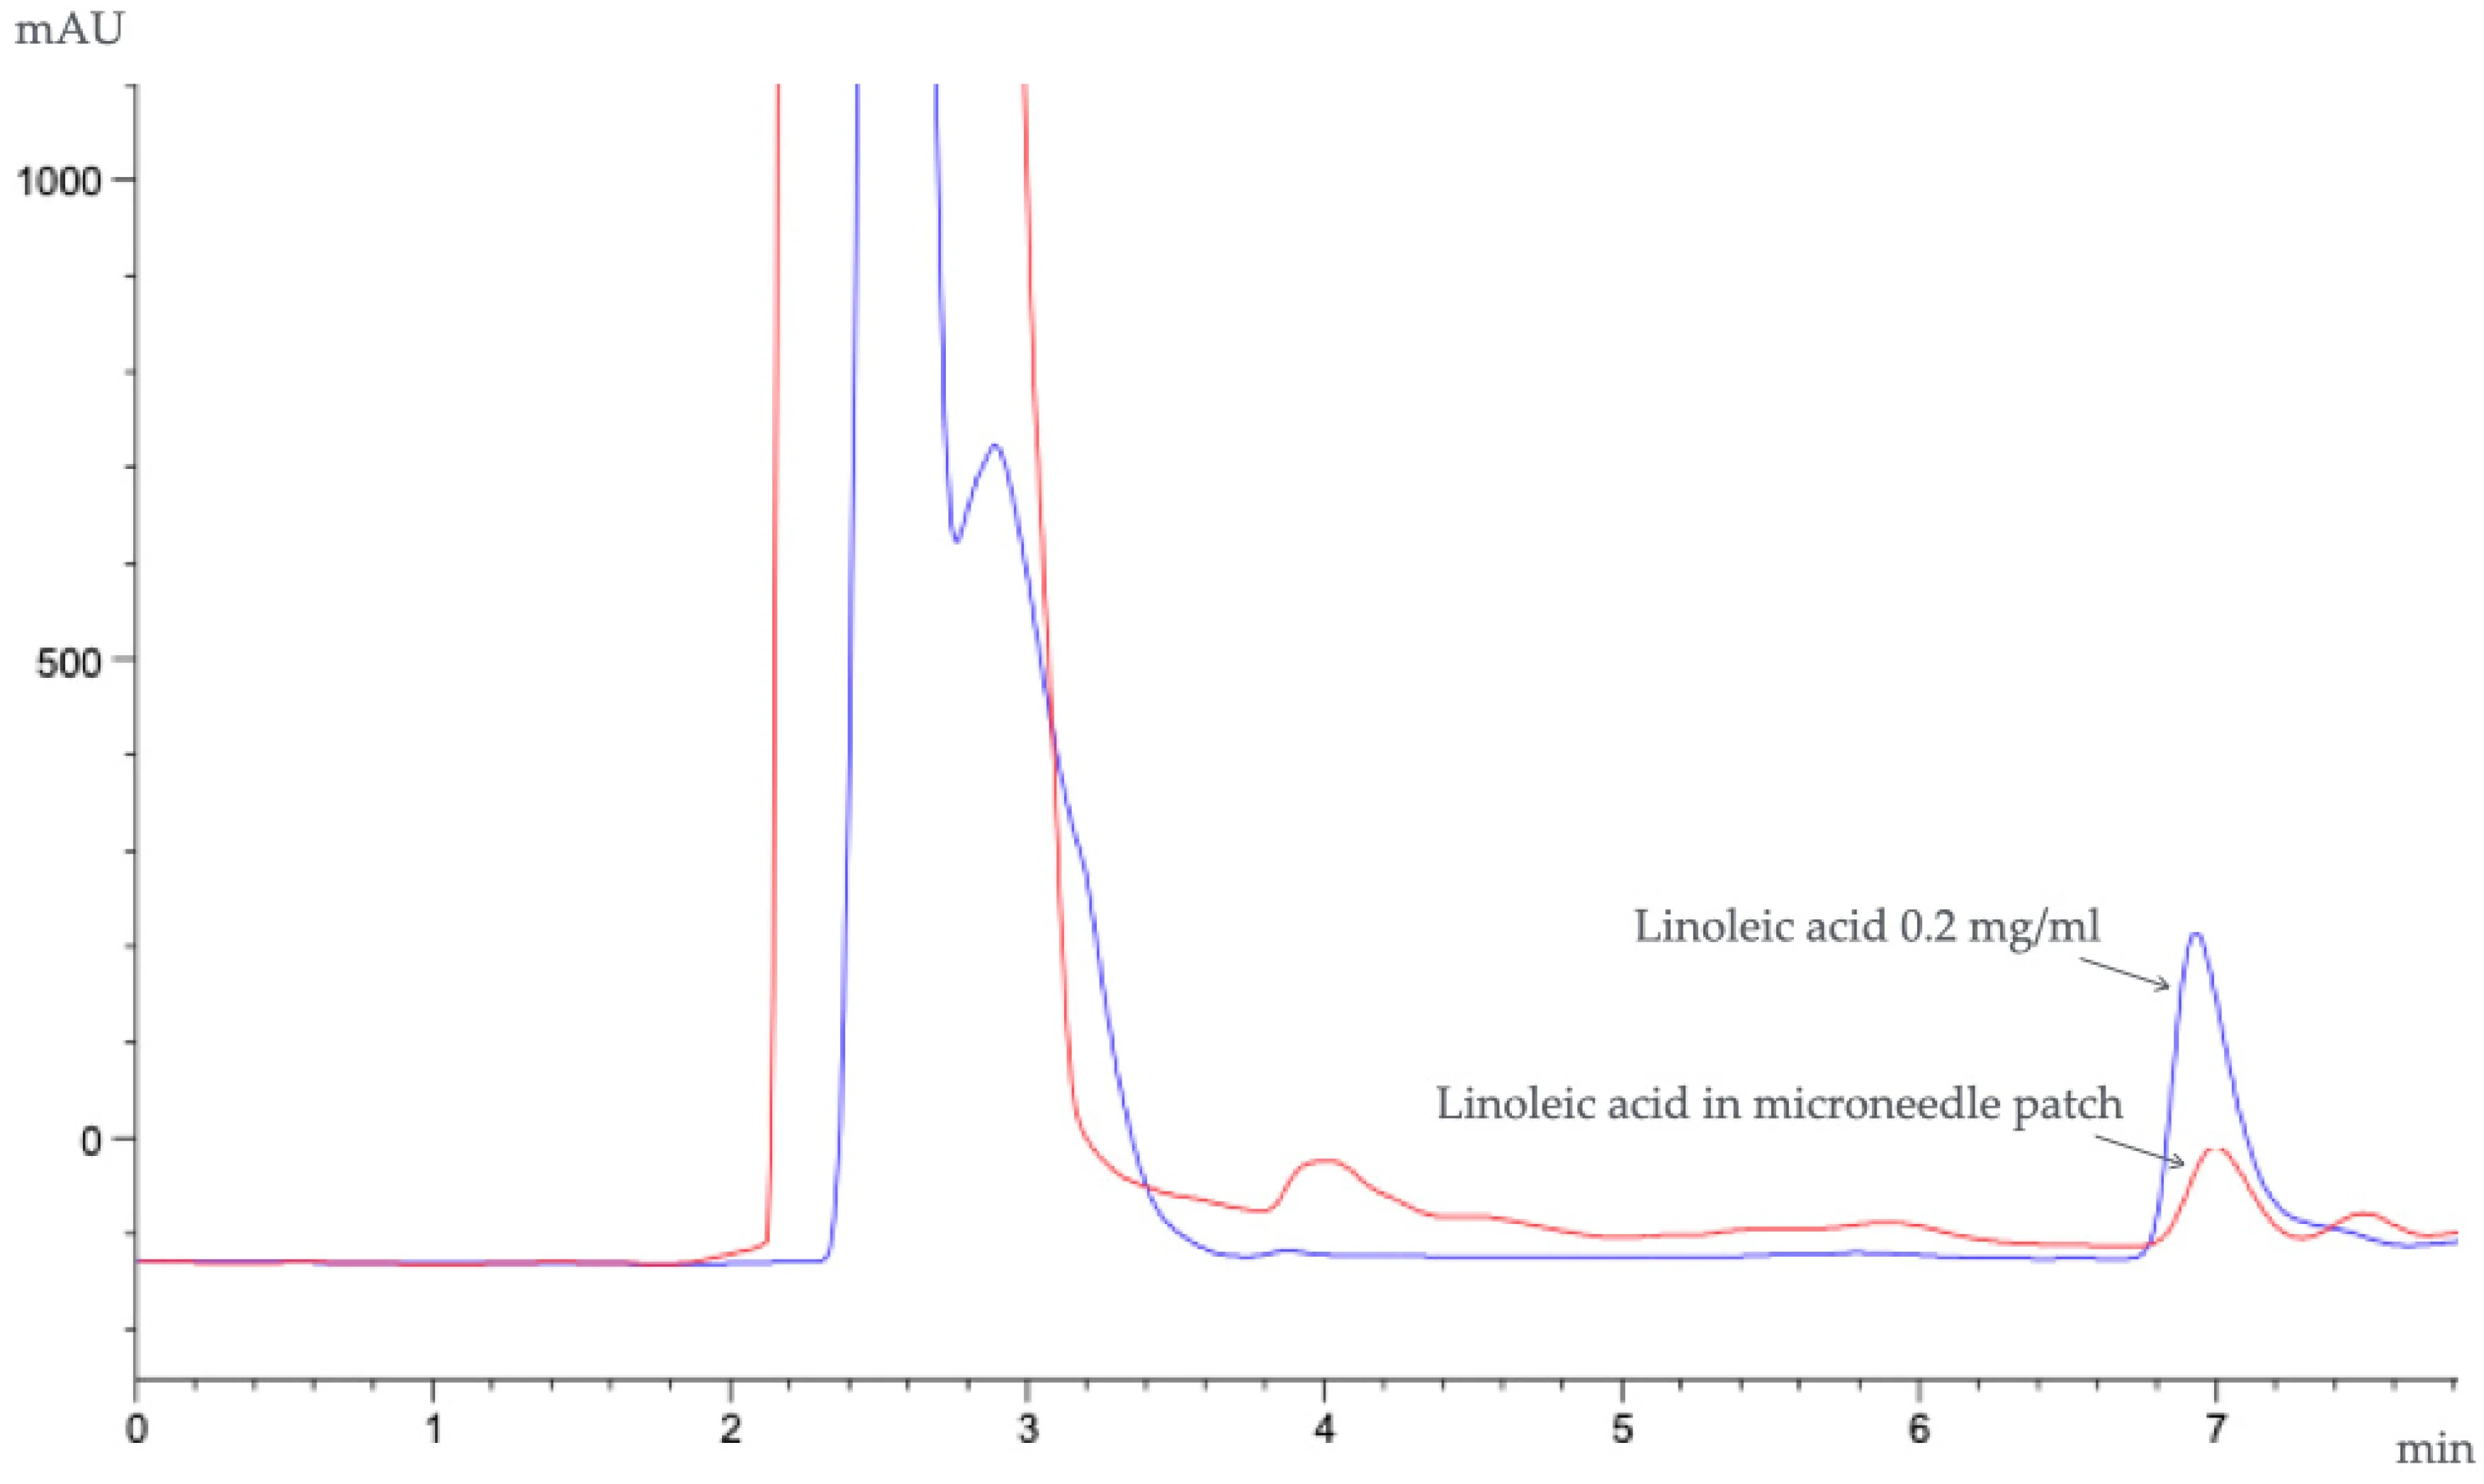 mAU
1000
500
Linoleic acid 0.2 mg/ml
Linoleic acid in microneedle patch
0
0 1 2 3 4 5 6 7
min